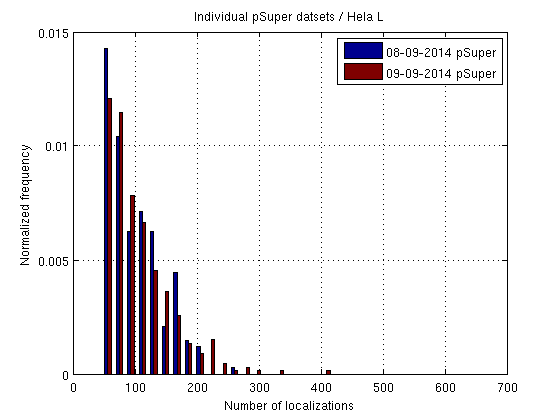 Individual pSuper datsets / Hela L
0.015
08-09-2014 pSuper
09-09-2014 pSuper
0.01
Normalized frequency
0.005
0
0 100 200 300 400 500 600 700
Number of localizations